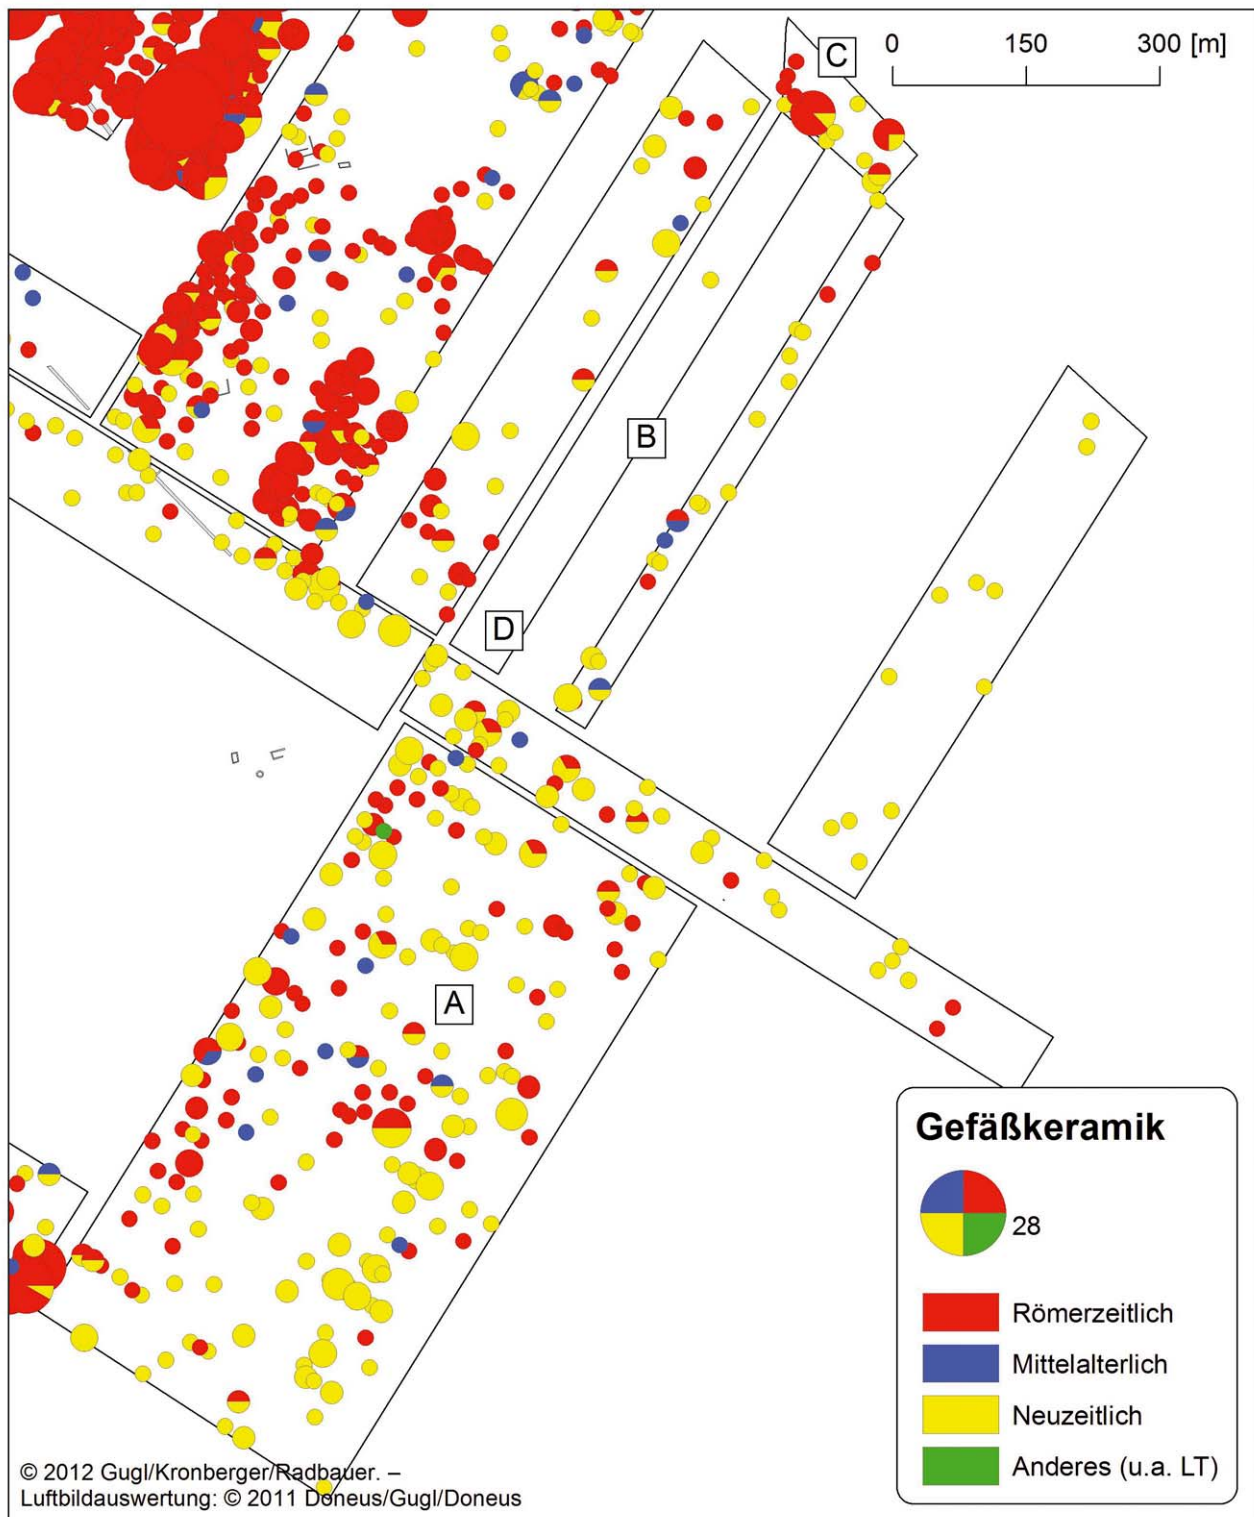 C
0 150 300 [m]
B
D
A
Gefäßkeramik
28
Römerzeitlich
Mittelalterlich
Neuzeitlich
Anderes (u.a. LT)
© 2012 Gugl/Kronberger/Radbauer. –
Luftbildauswertung: © 2011 Doneus/Gugl/Doneus